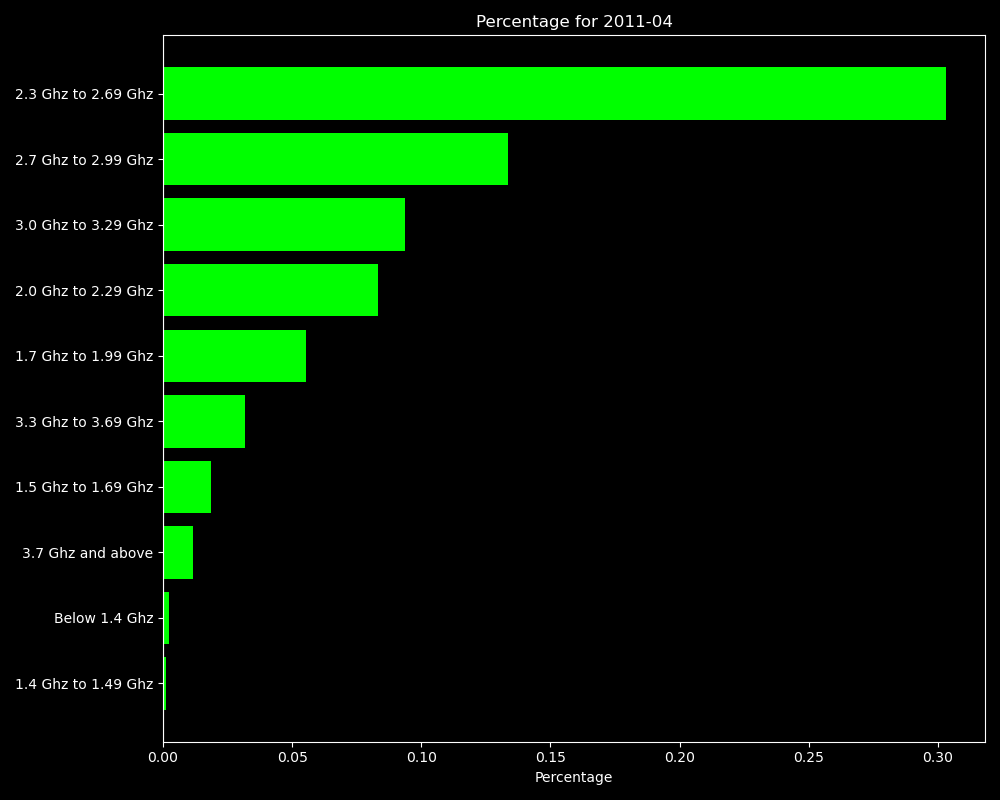 Percentage for 2011-04
2.3 Ghz to 2.69 Ghz
2.7 Ghz to 2.99 Ghz
3.0 Ghz to 3.29 Ghz
2.0 Ghz to 2.29 Ghz
1.7 Ghz to 1.99 Ghz
3.3 Ghz to 3.69 Ghz
1.5 Ghz to 1.69 Ghz
3.7 Ghz and above
Below 1.4 Ghz
1.4 Ghz to 1.49 Ghz
0.00 0.05 0.10 0.15 0.20 0.25 0.30
Percentage